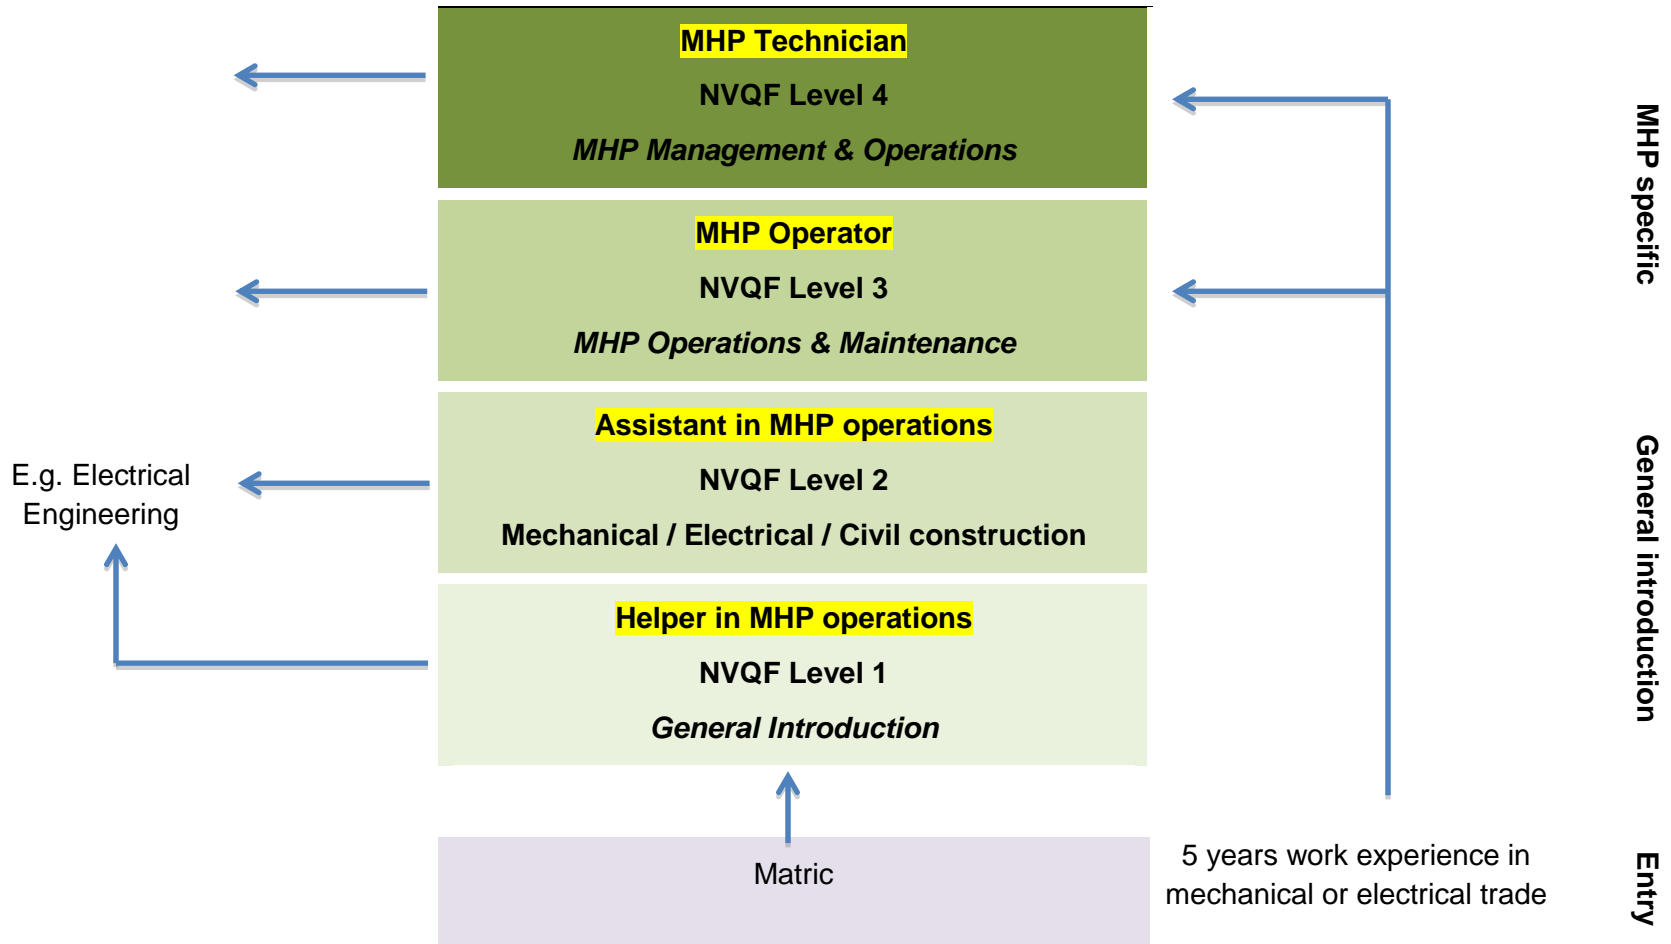 MHP Technician
NVQF Level 4
MHP Management & Operations
MHP Operator
NVQF Level 3
MHP Operations & Maintenance
Assistant in MHP operations
NVQF Level 2
Mechanical / Electrical / Civil construction
Helper in MHP operations
NVQF Level 1
General Introduction
Matric
E.g. Electrical
Engineering
5 years work experience in
mechanical or electrical trade
MHP specific
General introduction
Entry